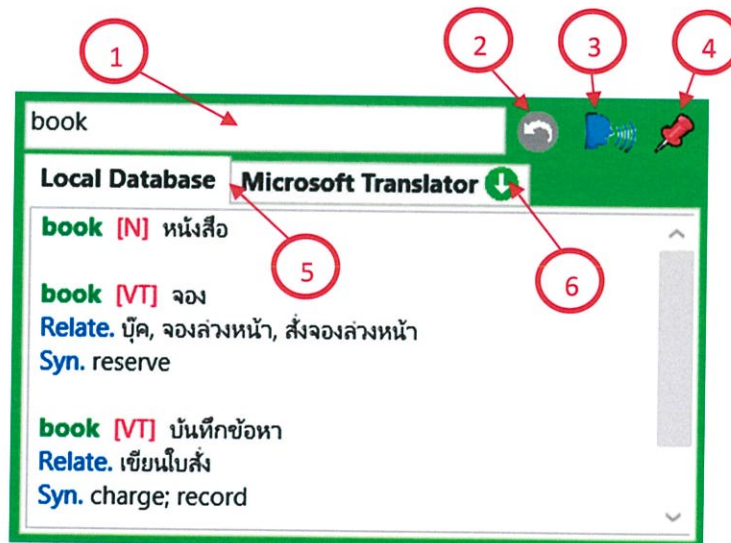 1
2
3
4
book
Local Database Microsoft Translator
book [N] หนังสือ
5
6
book [VT] จอง
Relate. บุ๊ค, จองล่วงหน้า, สั่งจองล่วงหน้า
Syn. reserve
book [VT] บันทึกข้อหา
Relate. เขียนใบสั่ง
Syn. charge; record